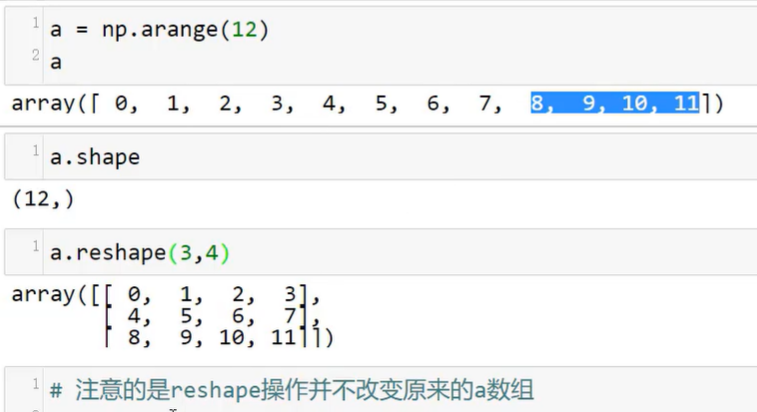 1 a = np.arange(12)
2 a
array([ 0,  1,  2,  3,  4,  5,  6,  7,  8,  9, 10, 11])
1 a.shape
(12,)
1 a.reshape(3,4)
array([[ 0,  1,  2,  3],
[ 4,  5,  6,  7],
[ 8,  9, 10, 11]])
1 # 注意的是reshape操作并不改变原来的a数组